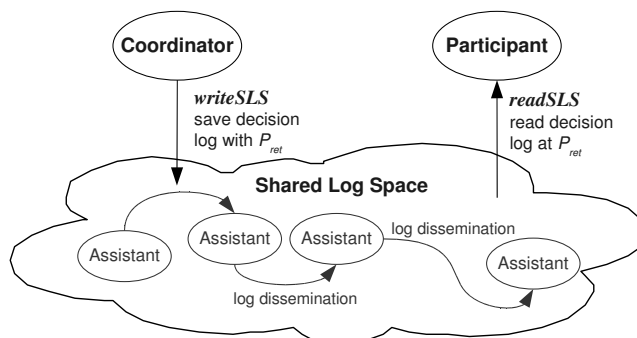 Coordinator
Participant
writeSLS
save decision
log with P_ret
readSLS
read decision
log at P_ret
Shared Log Space
Assistant
Assistant
Assistant
log dissemination
Assistant
log dissemination